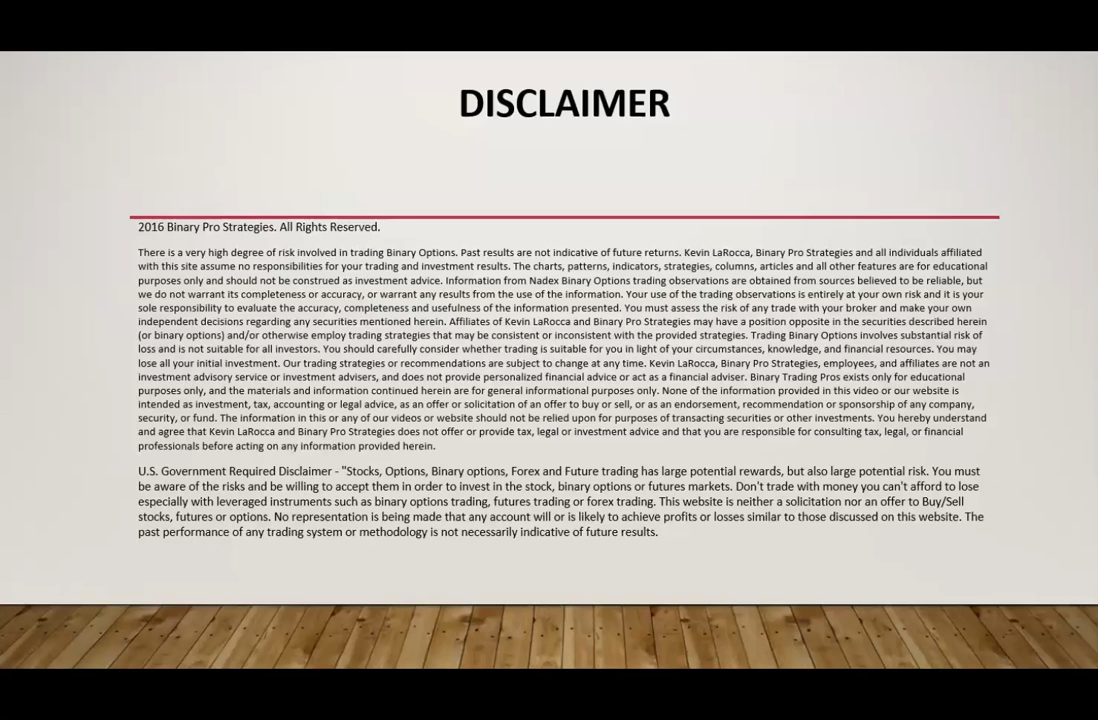 DISCLAIMER
2016 Binary Pro Strategies. All Rights Reserved.
There is a very high degree of risk involved in trading Binary Options. Past results are not indicative of future returns. Kevin LaRocca, Binary Pro Strategies and all individuals affiliated
with this site assume no responsibilities for your trading and investment results. The charts, patterns, indicators, strategies, columns, articles and all other features are for educational
purposes only and should not be construed as investment advice. Information from Nadex Binary Options trading observations are obtained from sources believed to be reliable, but
we do not warrant its completeness or accuracy, or warrant any results from the use of the information. Your use of the trading observations is entirely at your own risk and it is your
sole responsibility to evaluate the accuracy, completeness and usefulness of the information presented. You must assess the risk of any trade with your broker and make your own
independent decisions regarding any securities mentioned herein. Affiliates of Kevin LaRocca and Binary Pro Strategies may have a position opposite in the securities described herein
(or binary options) and/or otherwise employ trading strategies that may be consistent or inconsistent with the provided strategies. Trading Binary Options involves substantial risk of
loss and is not suitable for all investors. You should carefully consider whether trading is suitable for you in light of your circumstances, knowledge, and financial resources. You may
lose all your initial investment. Our trading strategies or recommendations are subject to change at any time. Kevin LaRocca, Binary Pro Strategies, employees, and affiliates are not an
investment advisory service or investment advisers, and does not provide personalized financial advice or act as a financial adviser. Binary Trading Pros exists only for educational
purposes only, and the materials and information continued herein are for general informational purposes only. None of the information provided in this video or our website is
intended as investment, tax, accounting or legal advice, as an offer or solicitation of an offer to buy or sell, or as an endorsement, recommendation or sponsorship of any company,
security, or fund. The information in this or any of our videos or website should not be relied upon for purposes of transacting securities or other investments. You hereby understand
and agree that Kevin LaRocca and Binary Pro Strategies does not offer or provide tax, legal or investment advice and that you are responsible for consulting tax, legal, or financial
professionals before acting on any information provided herein.
U.S. Government Required Disclaimer - "Stocks, Options, Binary options, Forex and Future trading has large potential rewards, but also large potential risk. You must
be aware of the risks and be willing to accept them in order to invest in the stock, binary options or futures markets. Don't trade with money you can't afford to lose
especially with leveraged instruments such as binary options trading, futures trading or forex trading. This website is neither a solicitation nor an offer to Buy/Sell
stocks, futures or options. No representation is being made that any account will or is likely to achieve profits or losses similar to those discussed on this website. The
past performance of any trading system or methodology is not necessarily indicative of future results.